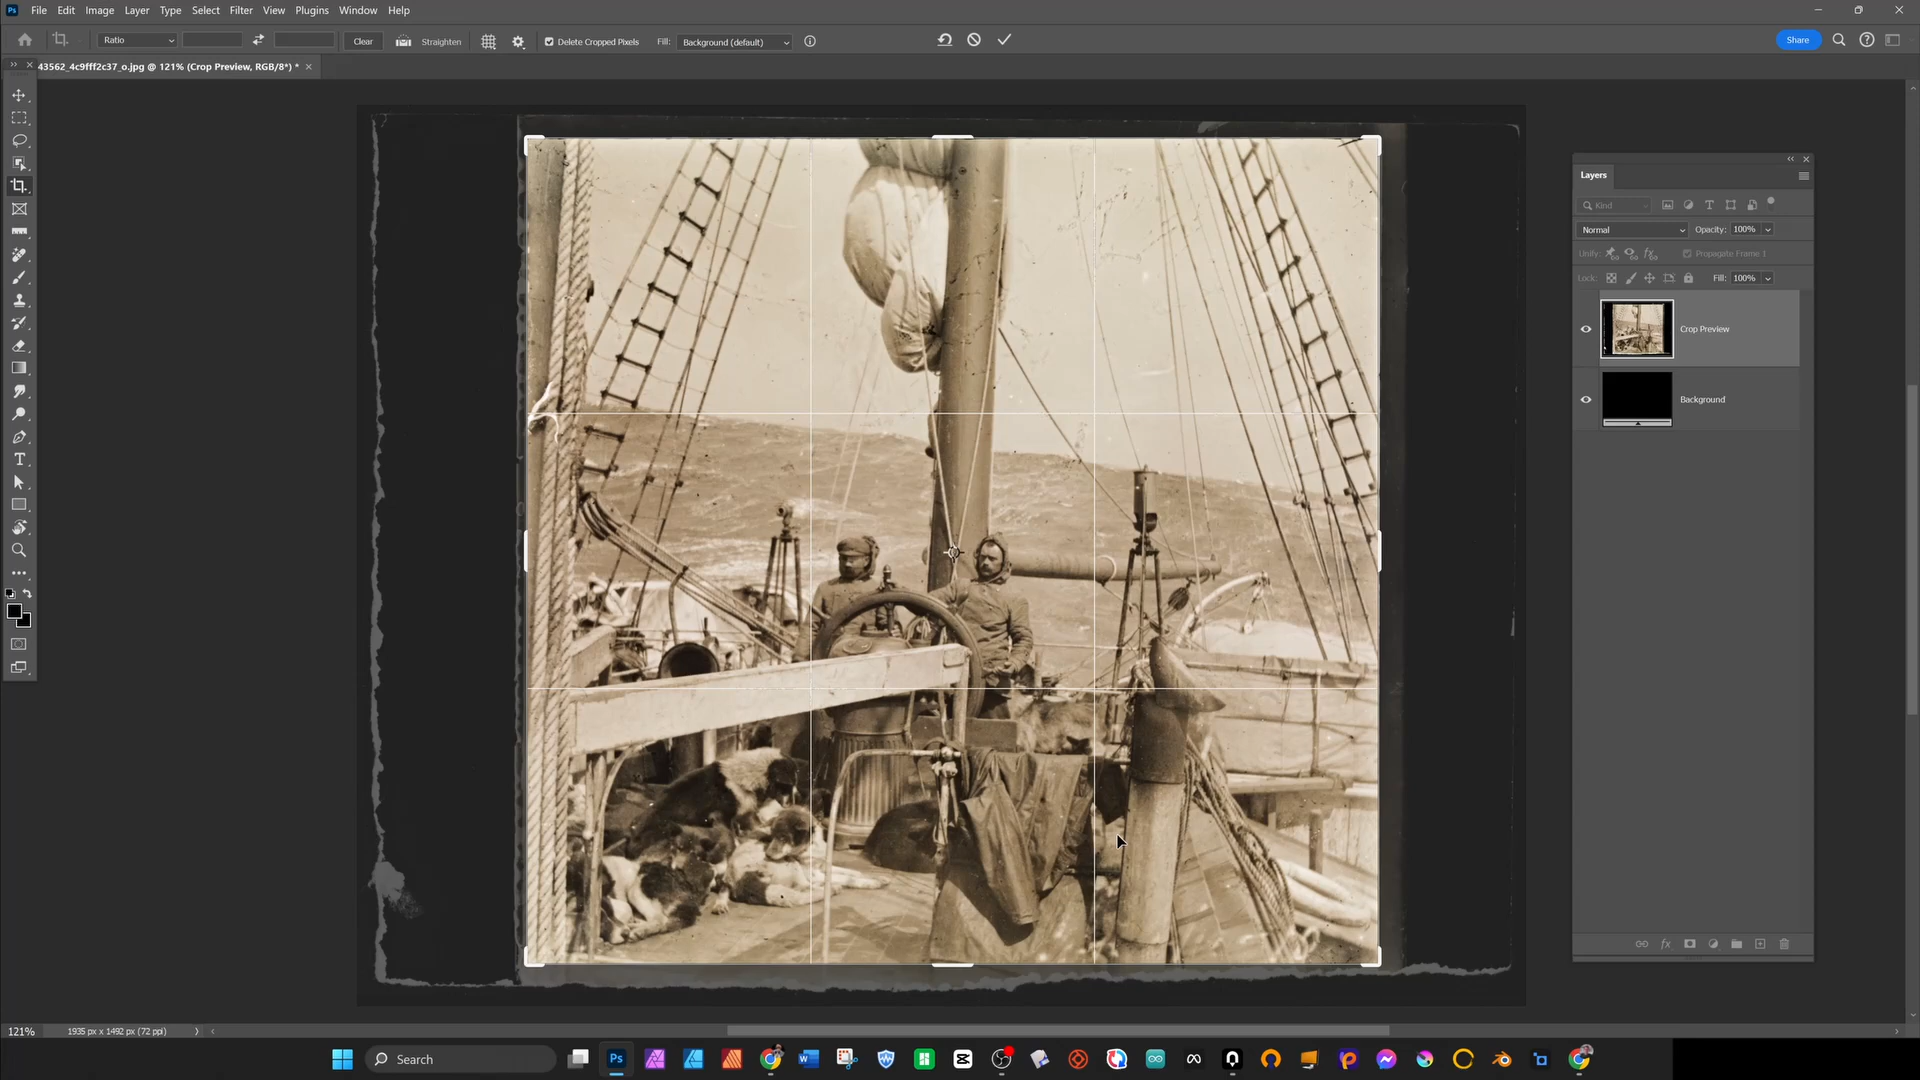 Ps File Edit Image Layer Type Select Filter View Plugins Window Help
Ratio Clear Straighten Delete Cropped Pixels Fill: Background (default) Share
43562_4c9fff2c37_o.jpg @ 121% (Crop Preview, RGB/8*) *
Layers
Kind
Normal Opacity: 100%
Unify: Propagate Frame 1
Lock: Fill: 100%
Crop Preview
Background
121% 1935 px x 1492 px (72 ppi)
Search
Ps